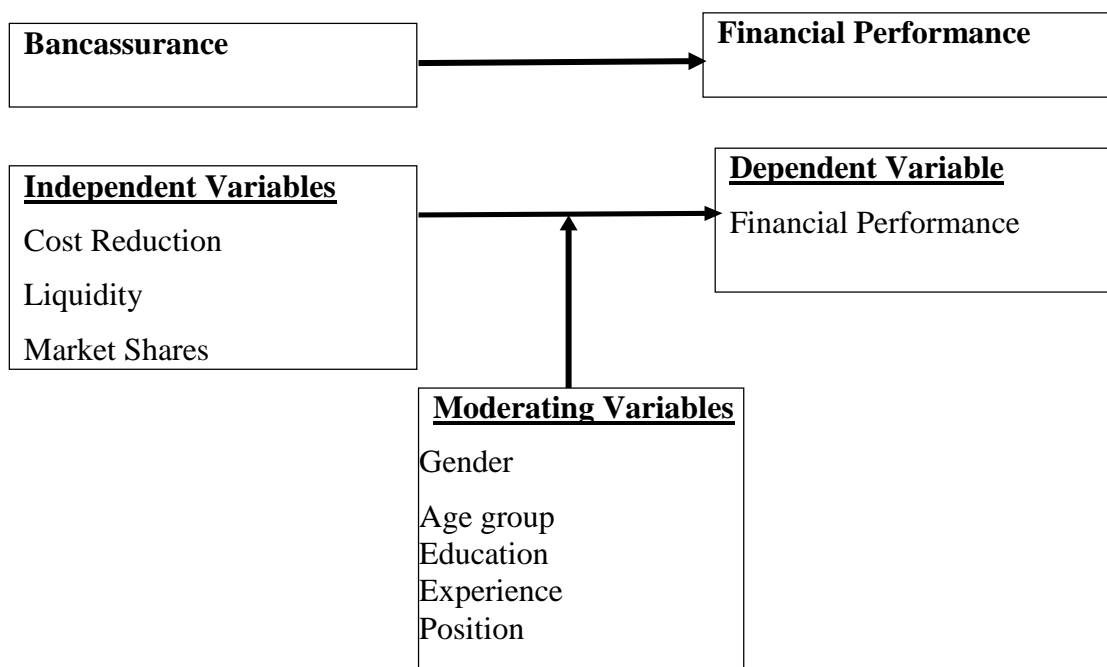 Bancassurance
Financial Performance
Independent Variables
Cost Reduction
Liquidity
Market Shares
Dependent Variable
Financial Performance
Moderating Variables
Gender
Age group
Education
Experience
Position